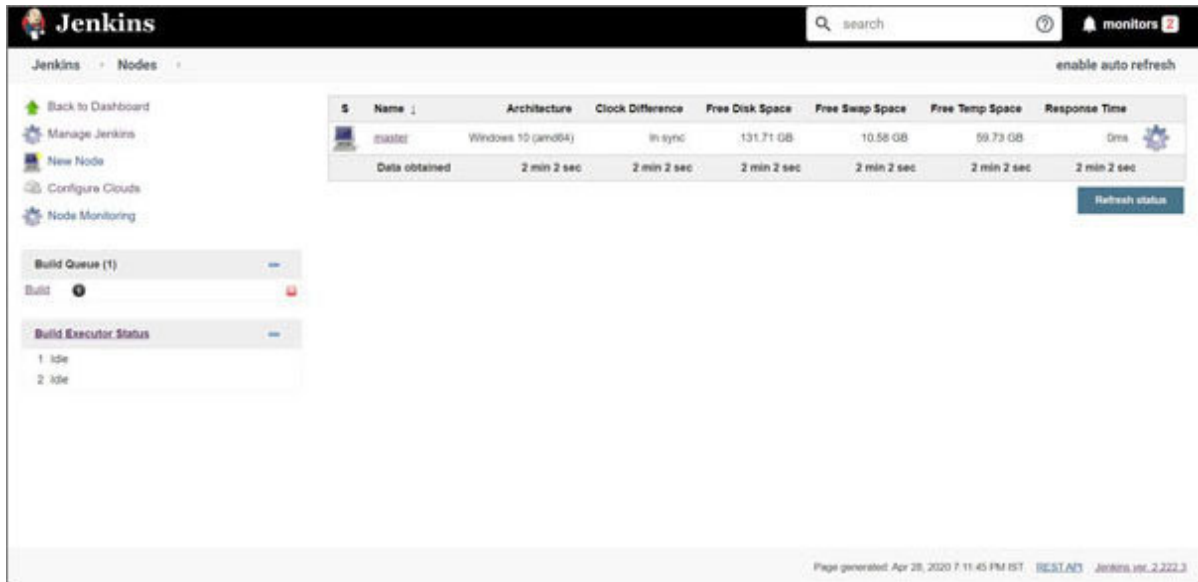 Jenkins search monitors 2
Jenkins Nodes enable auto refresh
Back to Dashboard
Manage Jenkins
New Node
Configure Clouds
Node Monitoring
Build Queue (1)
Build
Build Executor Status
1 Idle
2 Idle
S Name ↓ Architecture Clock Difference Free Disk Space Free Swap Space Free Temp Space Response Time
master Windows 10 (amd64) In sync 131.71 GB 10.58 GB 59.73 GB 0ms
Data obtained 2 min 2 sec 2 min 2 sec 2 min 2 sec 2 min 2 sec 2 min 2 sec 2 min 2 sec
Refresh status
Page generated: Apr 28, 2020 7:11:45 PM IST REST API Jenkins ver. 2.222.3